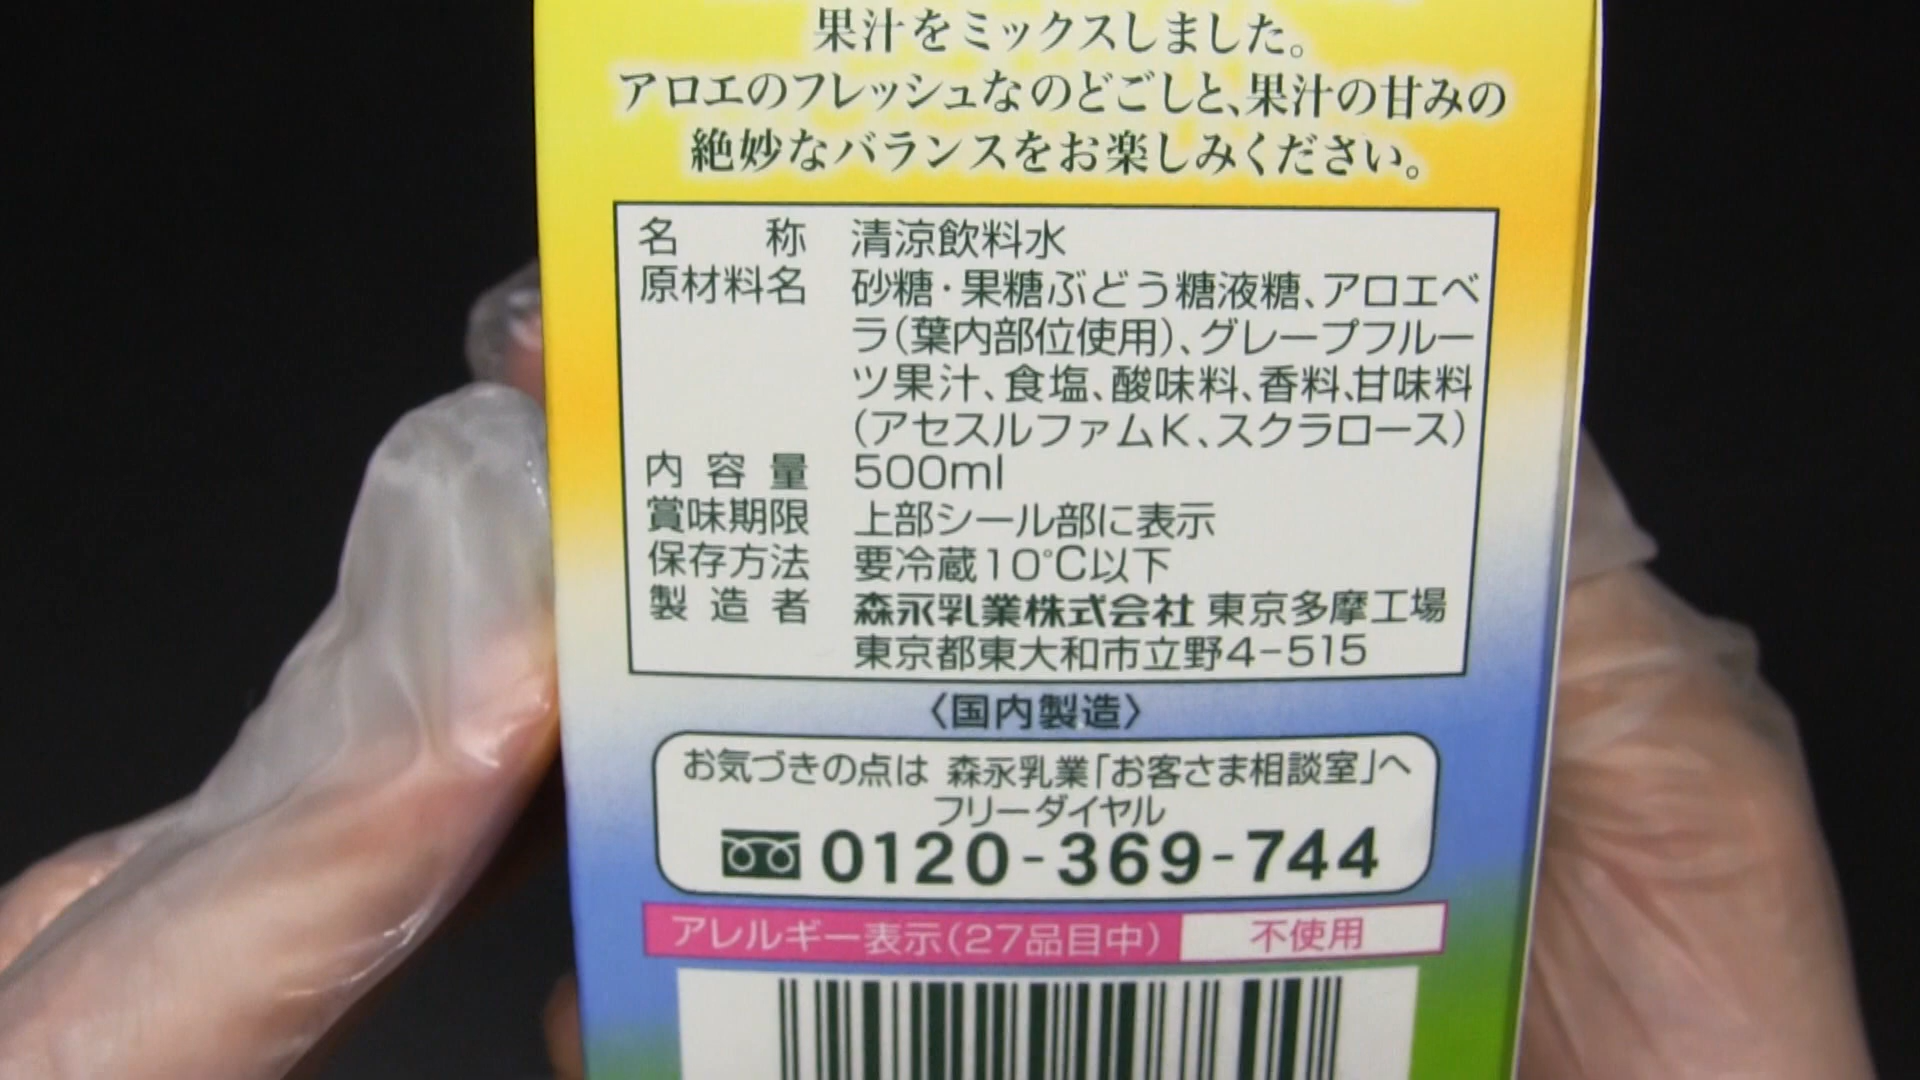 果汁をミックスしました。
アロエのフレッシュなのどごしと、果汁の甘みの
絶妙なバランスをお楽しみください。
名称 清涼飲料水
原材料名 砂糖・果糖ぶどう糖液糖、アロエベ
ラ(葉内部位使用)、グレープフルー
ツ果汁、食塩、酸味料、香料、甘味料
(アセスルファムK、スクラロース)
内容量 500ml
賞味期限 上部シール部に表示
保存方法 要冷蔵10℃以下
製造者 森永乳業株式会社 東京多摩工場
東京都東大和市立野4-515
〈国内製造〉
お気づきの点は 森永乳業「お客さま相談室」へ
フリーダイヤル
0120-369-744
アレルギー表示(27品目中) 不使用